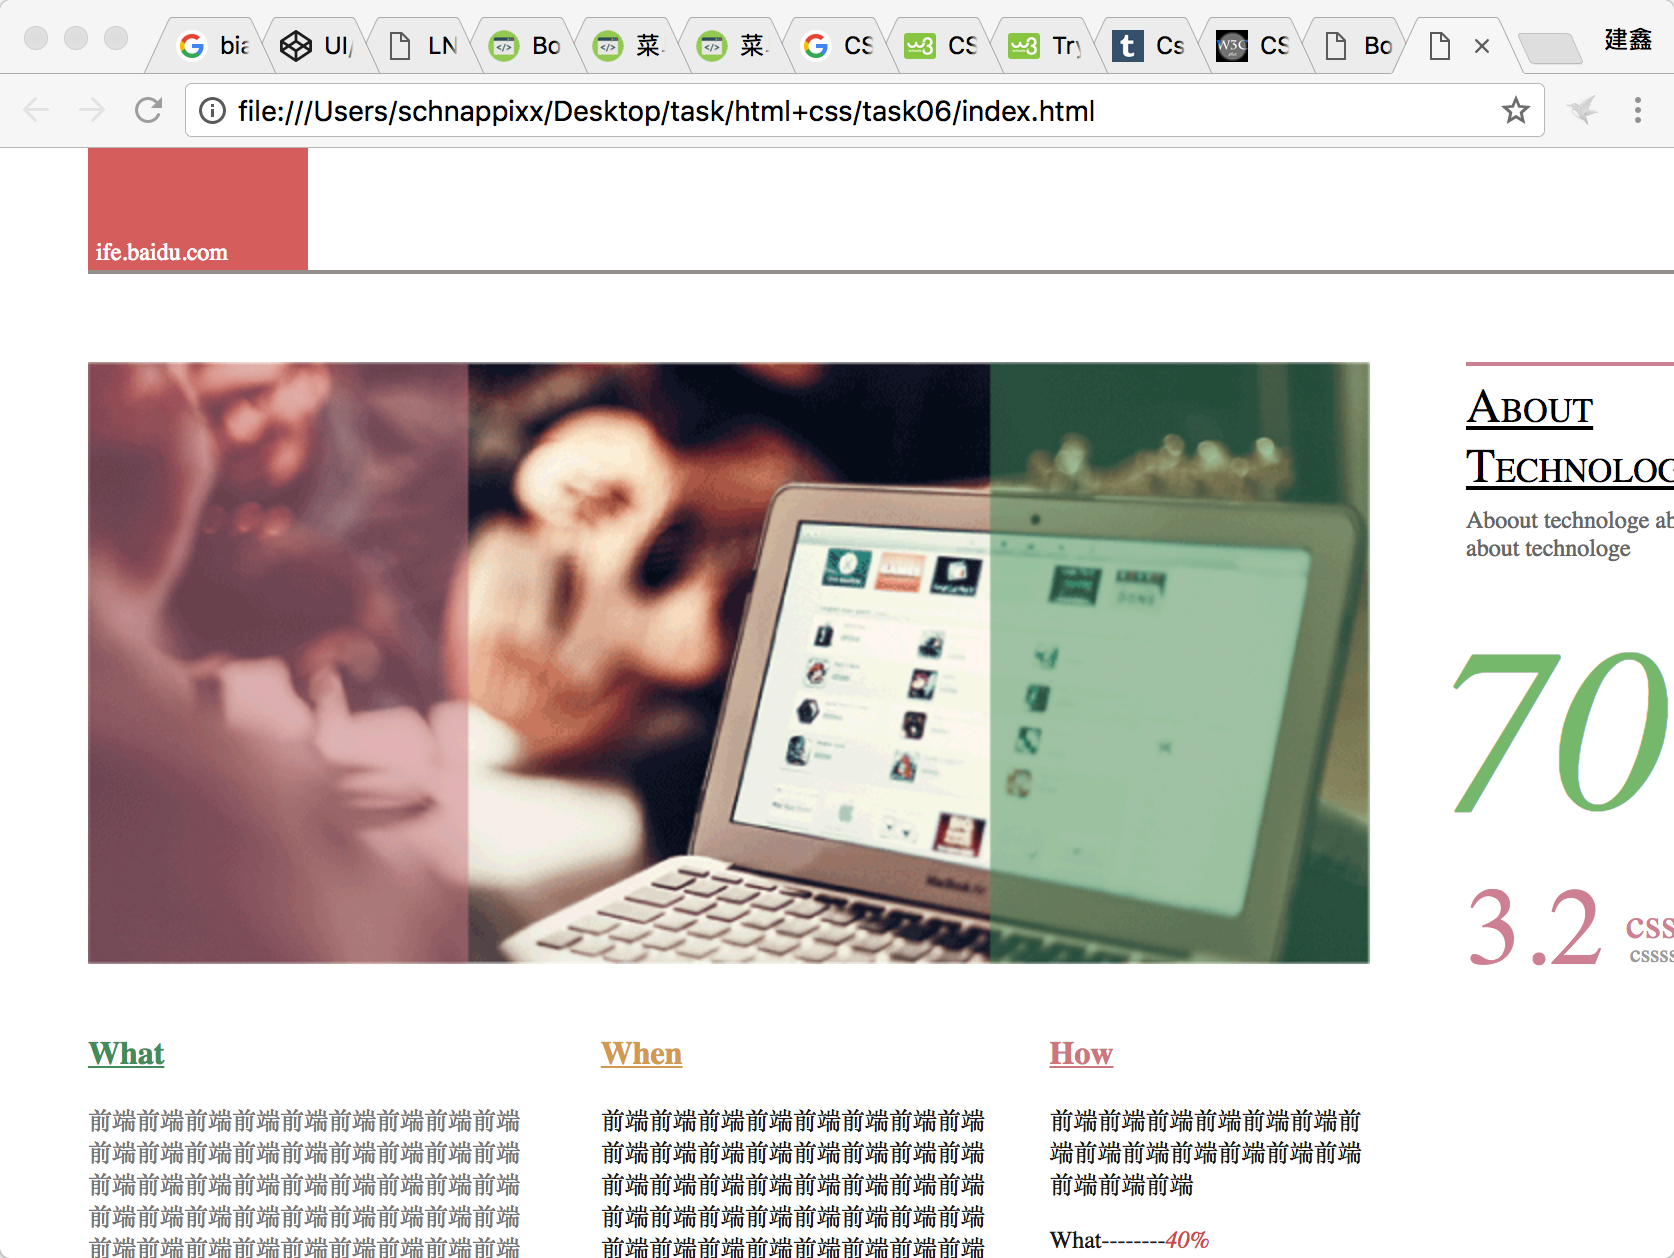 bia
UI/
LN
Bo
菜
菜
CS
CS
Try
Cs
CS
Bo
建鑫
file:///Users/schnappixx/Desktop/task/html+css/task06/index.html
ife.baidu.com
About
Technolog
Aboout technologe ab
about technologe
70
3.2 css
cssss
What
When
How
前端前端前端前端前端前端前端前端前端
前端前端前端前端前端前端前端前端前端
前端前端前端前端前端前端前端前端前端
前端前端前端前端前端前端前端前端前端
前端前端前端前端前端前端前端前端前端
前端前端前端前端前端前端前端前端
前端前端前端前端前端前端前端前端
前端前端前端前端前端前端前端前端
前端前端前端前端前端前端前端前端
前端前端前端前端前端前端前端前端
前端前端前端前端前端前端前
端前端前端前端前端前端前端
前端前端前端
What--------40%